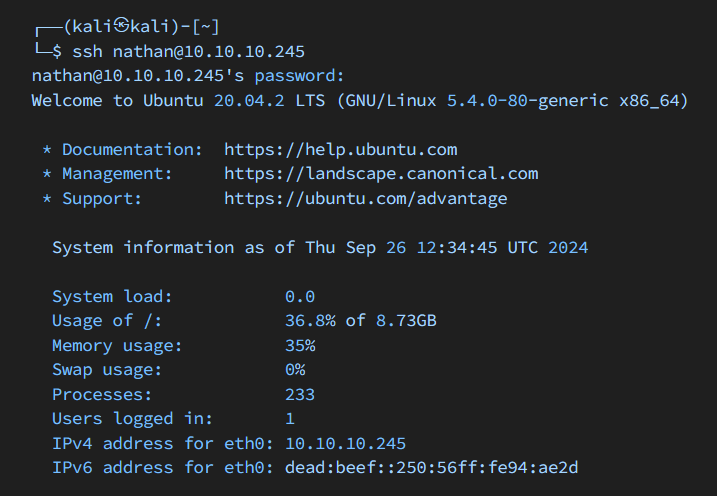 ┌──(kali㉿kali)-[~]
└─$ ssh nathan@10.10.10.245
nathan@10.10.10.245's password:
Welcome to Ubuntu 20.04.2 LTS (GNU/Linux 5.4.0-80-generic x86_64)
* Documentation:  https://help.ubuntu.com
* Management:     https://landscape.canonical.com
* Support:        https://ubuntu.com/advantage
System information as of Thu Sep 26 12:34:45 UTC 2024
System load:           0.0
Usage of /:            36.8% of 8.73GB
Memory usage:          35%
Swap usage:            0%
Processes:             233
Users logged in:       1
IPv4 address for eth0: 10.10.10.245
IPv6 address for eth0: dead:beef::250:56ff:fe94:ae2d